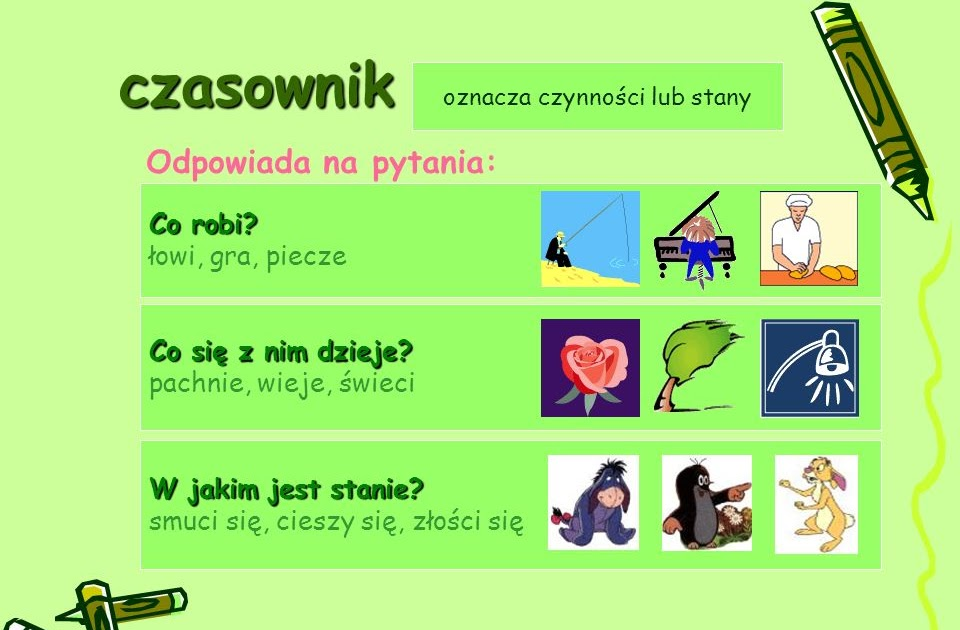 czasownik
oznacza czynności lub stany
Odpowiada na pytania:
Co robi?
łowi, gra, piecze
Co się z nim dzieje?
pachnie, wieje, świeci
W jakim jest stanie?
smuci się, cieszy się, złości się